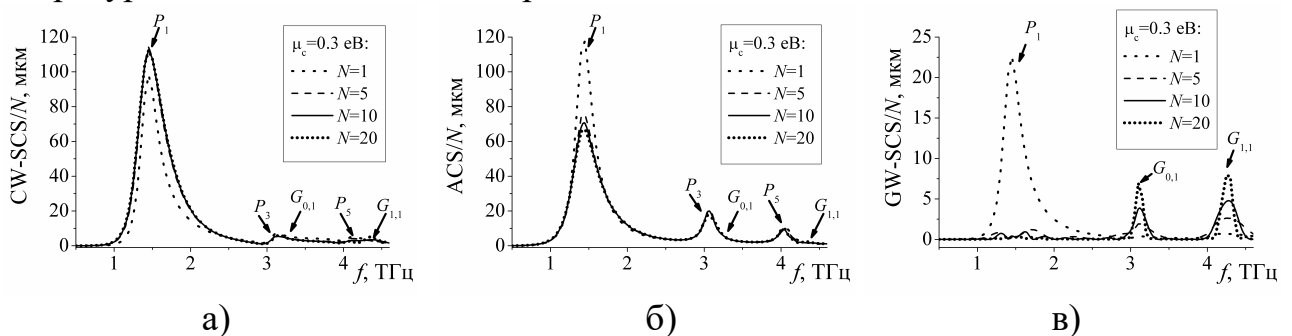 P₁
μc=0.3 eB:
N=1
N=5
N=10
N=20
P₃
G₀,₁
P₅
G₁,₁
CW-SCS/N, мкм
120
100
80
60
40
20
0
1 2 3 4
f, ТГц
а)
P₁
μc=0.3 eB:
N=1
N=5
N=10
N=20
P₃
G₀,₁
P₅
G₁,₁
ACS/N, мкм
120
100
80
60
40
20
0
1 2 3 4
f, ТГц
б)
P₁
μc=0.3 eB:
N=1
N=5
N=10
N=20
G₀,₁
G₁,₁
GW-SCS/N, мкм
25
20
15
10
5
0
1 2 3 4
f, ТГц
в)